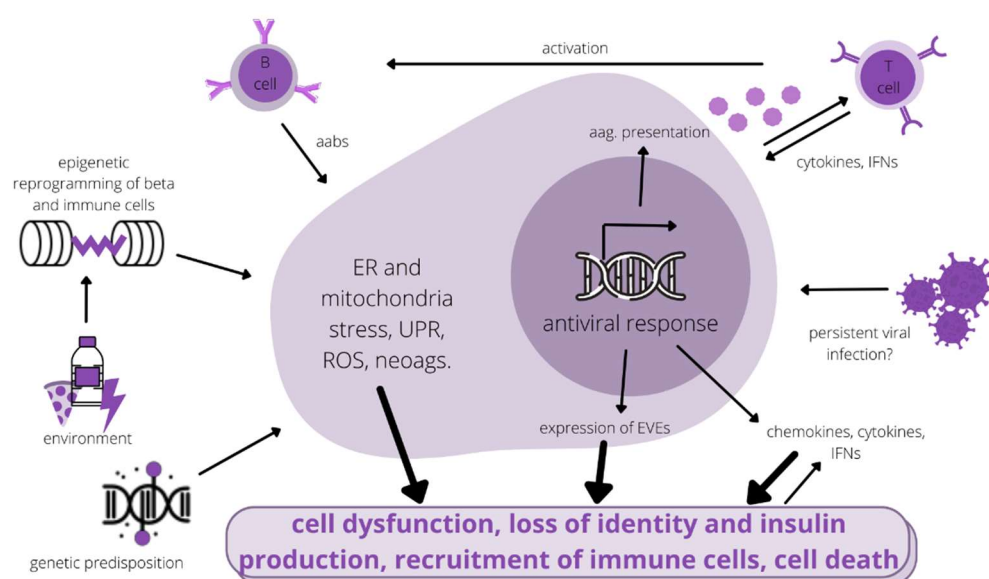 activation
B
cell
T
cell
aabs
aag. presentation
cytokines, IFNs
epigenetic
reprogramming of beta
and immune cells
ER and
mitochondria
stress, UPR,
ROS, neoags.
antiviral response
persistent viral
infection?
environment
expression of EVEs
chemokines, cytokines,
IFNs
genetic predisposition
cell dysfunction, loss of identity and insulin
production, recruitment of immune cells, cell death